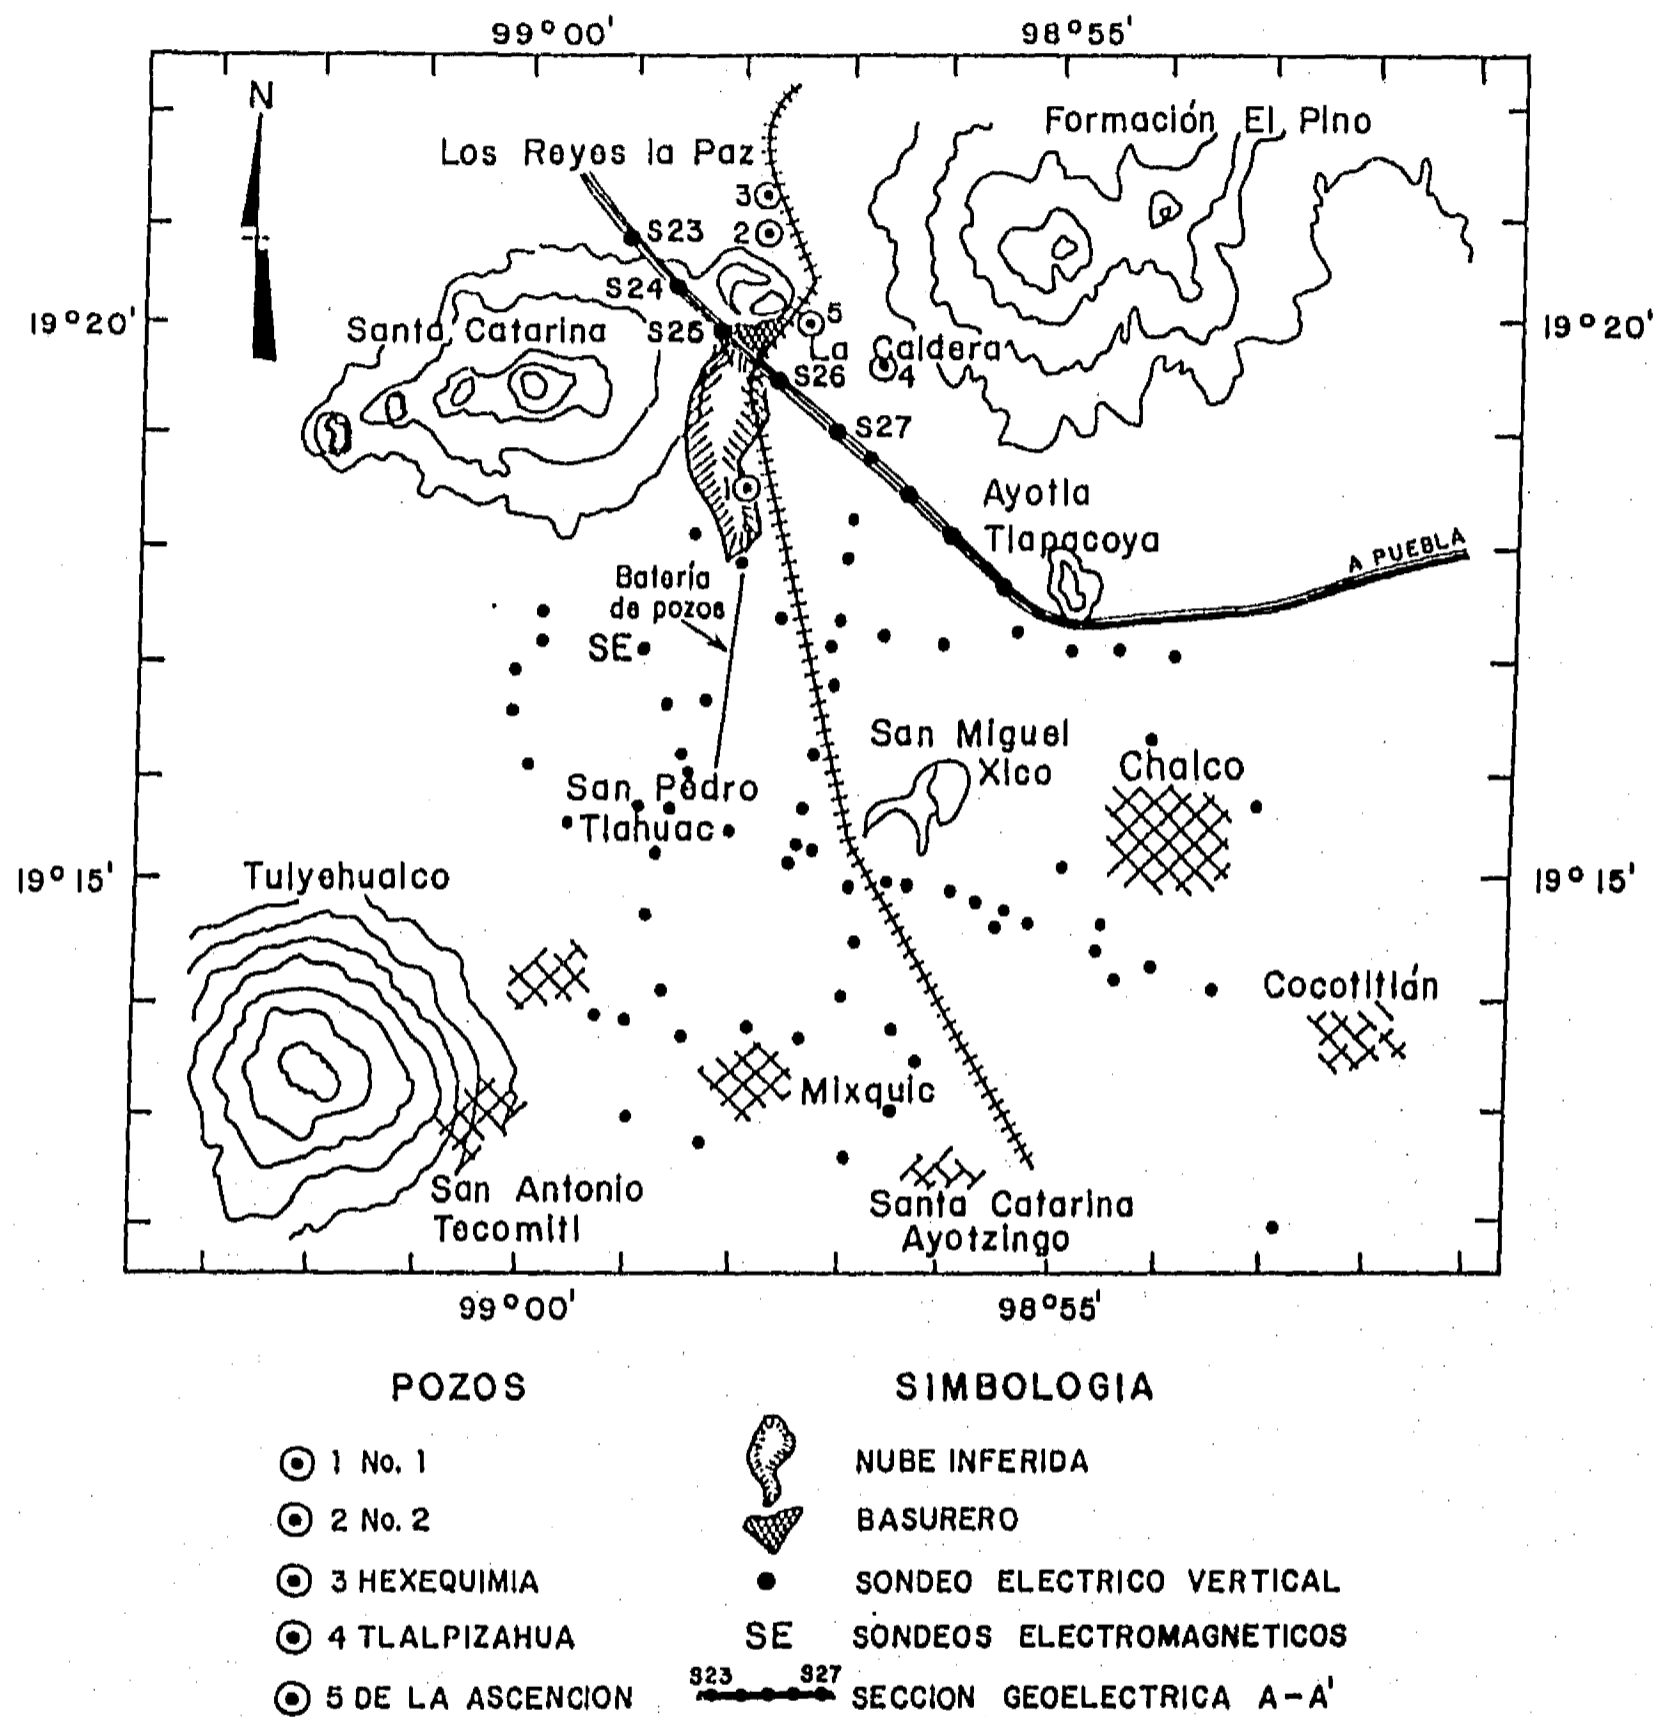 99°00' 98°55'
N
Formación El Pino
Los Reyes la Paz
3
S23 2
S24
19°20' Santa Catarina S25 5 19°20'
La Caldera
S26 4
S27
1
Ayotla
Tlapacoya
A PUEBLA
Batería
de pozos
SE
San Miguel
Xico
Chalco
San Pedro
Tlahuac
19°15' Tulyehualco 19°15'
Cocotitlán
Mixquic
San Antonio
Tecomitl
Santa Catarina
Ayotzingo
99°00' 98°55'
POZOS SIMBOLOGIA
1 No. 1 NUBE INFERIDA
2 No. 2 BASURERO
3 HEXEQUIMIA SONDEO ELECTRICO VERTICAL
4 TLALPIZAHUA SE SONDEOS ELECTROMAGNETICOS
S23 S27
5 DE LA ASCENCION SECCION GEOELECTRICA A-A'